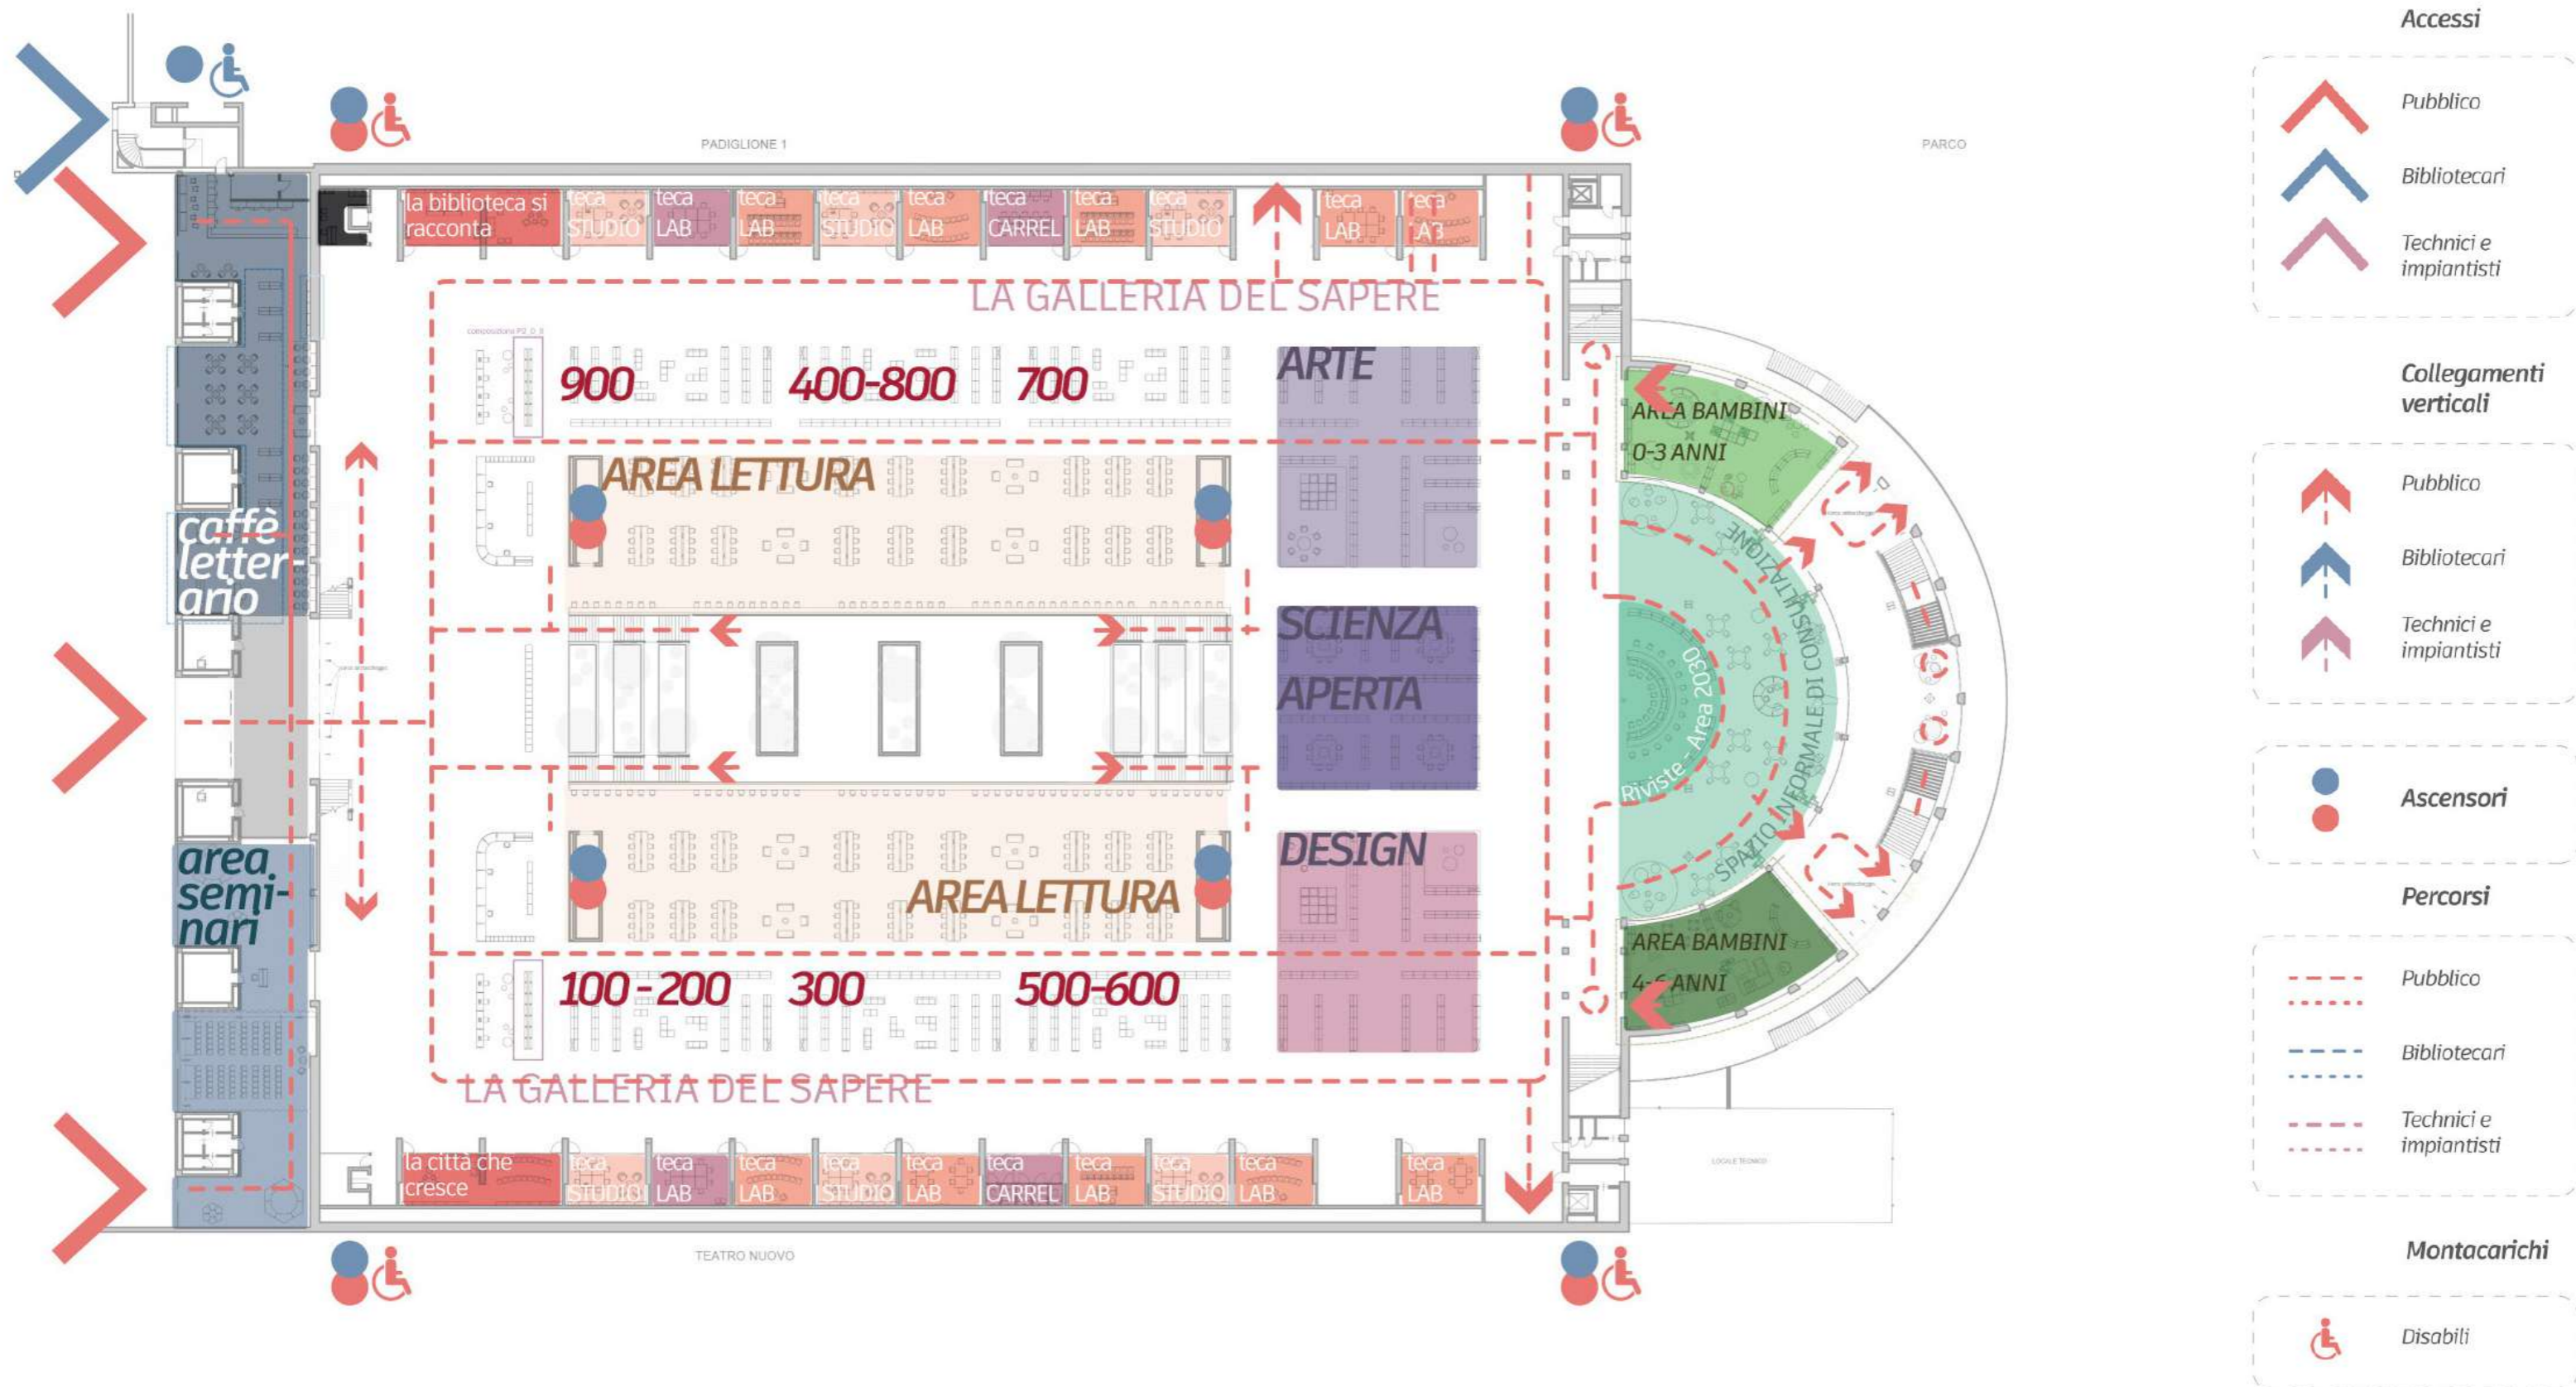 Accessi
Pubblico
Bibliotecari
Technici e
impiantisti
Collegamenti
verticali
Pubblico
Bibliotecari
Technici e
impiantisti
Ascensori
Percorsi
Pubblico
Bibliotecari
Technici e
impiantisti
Montacarichi
Disabili
PADIGLIONE 1
PARCO
la biblioteca si
racconta
teca
STUDIO
teca
LAB
teca
LAB
teca
STUDIO
teca
LAB
teca
CARREL
teca
LAB
teca
STUDIO
teca
LAB
teca
LAB
LA GALLERIA DEL SAPERE
900
400-800
700
ARTE
AREA BAMBINI
0-3 ANNI
AREA LETTURA
caffè
letter-
ario
SCIENZA
APERTA
Riviste - Area 2030
SPAZIO INFORMALE DI CONSULTAZIONE
area
semi-
nari
DESIGN
AREA LETTURA
AREA BAMBINI
4-6 ANNI
100-200
300
500-600
LA GALLERIA DEL SAPERE
la città che
cresce
teca
STUDIO
teca
LAB
teca
LAB
teca
STUDIO
teca
LAB
teca
CARREL
teca
LAB
teca
STUDIO
teca
LAB
teca
LAB
LOCALE TECNICO
TEATRO NUOVO